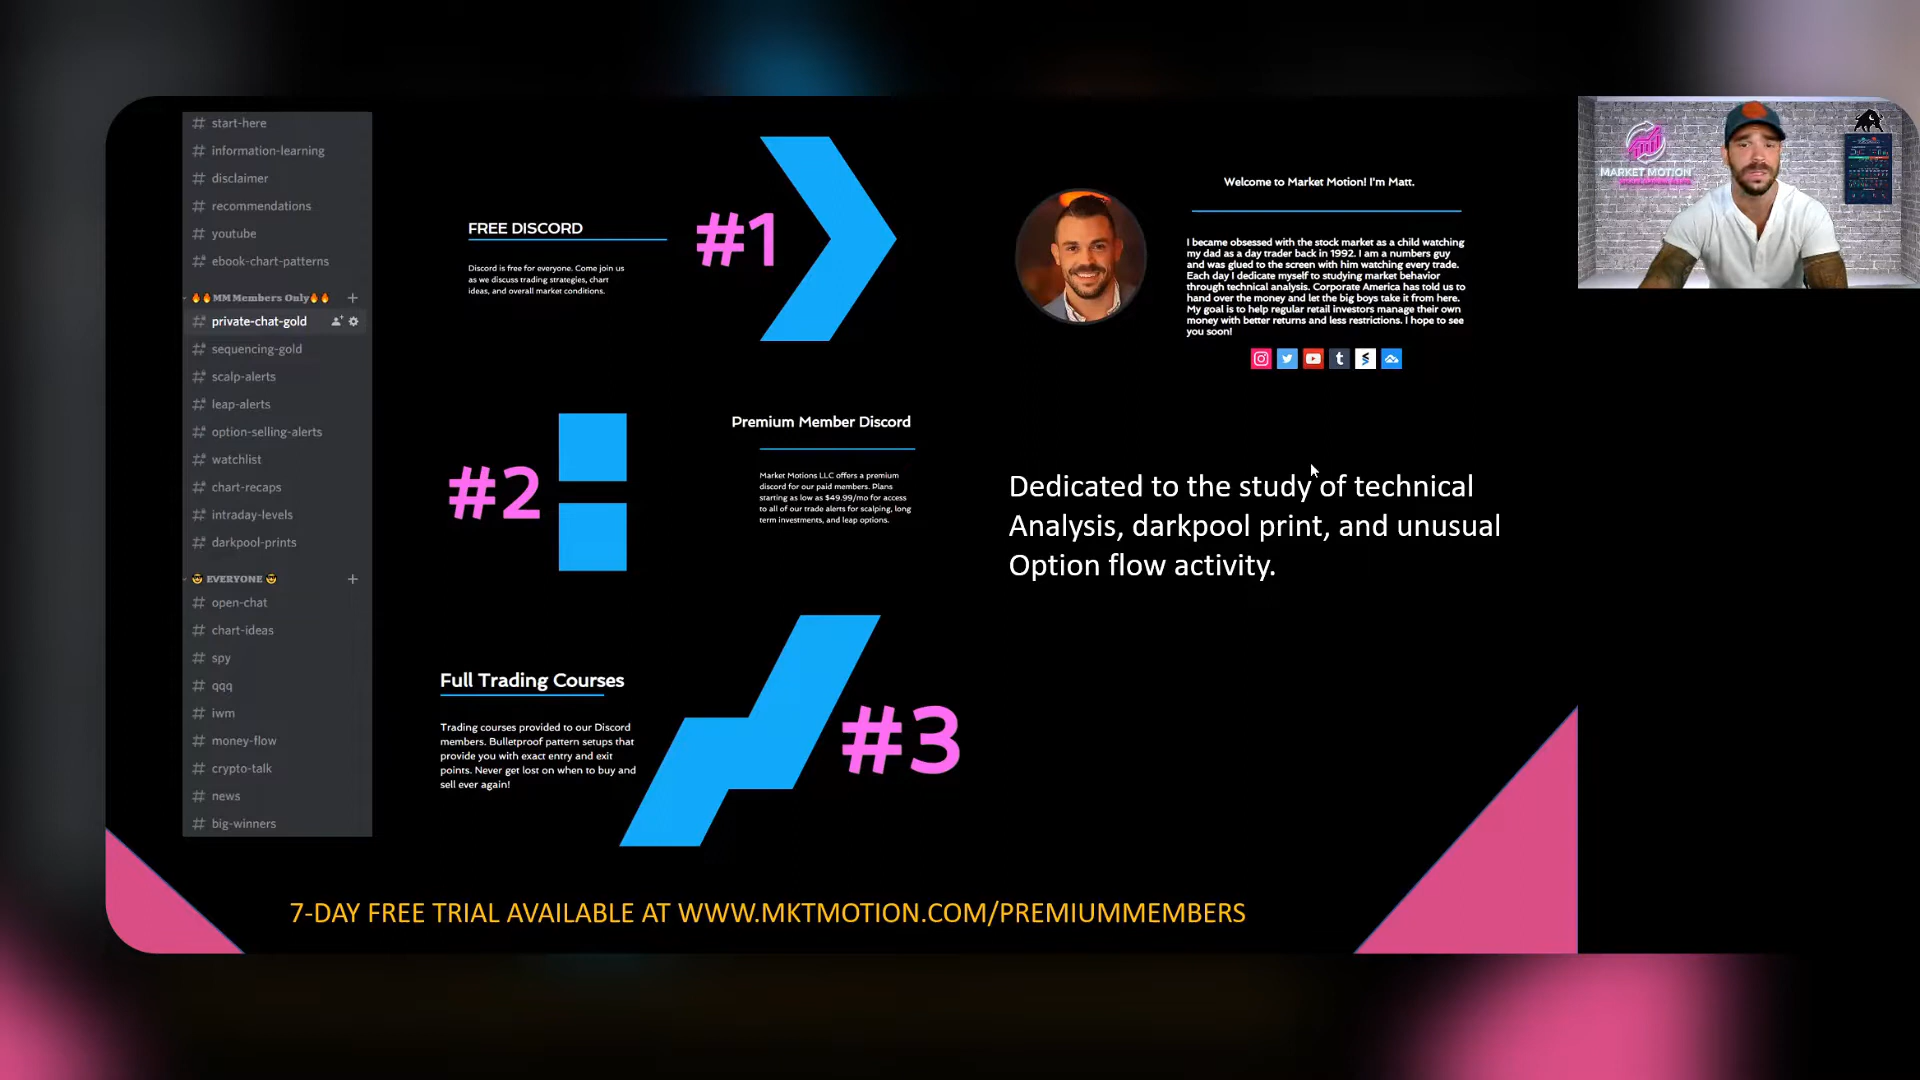 # start-here
# information-learning
# disclaimer
# recommendations
# youtube
# ebook-chart-patterns
🔥🔥MM Members Only🔥🔥 +
# private-chat-gold
# sequencing-gold
# scalp-alerts
# leap-alerts
# option-selling-alerts
# watchlist
# chart-recaps
# intraday-levels
# darkpool-prints
😎 EVERYONE 😎 +
# open-chat
# chart-ideas
# spy
# qqq
# iwm
# money-flow
# crypto-talk
# news
# big-winners
FREE DISCORD
Discord is free for everyone. Come join us
as we discuss trading strategies, chart
ideas, and overall market conditions.
#1
#2
Premium Member Discord
Market Motions LLC offers a premium
discord for our paid members. Plans
starting as low as $49.99/mo for access
to all of our trade alerts for scalping, long
term investments, and leap options.
Full Trading Courses
Trading courses provided to our Discord
members. Bulletproof pattern setups that
provide you with exact entry and exit
points. Never get lost on when to buy and
sell ever again!
#3
Welcome to Market Motion! I'm Matt.
I became obsessed with the stock market as a child watching
my dad as a day trader back in 1992. I am a numbers guy
and was glued to the screen with him watching every trade.
Each day I dedicate myself to studying market behavior
through technical analysis. Corporate America has told us to
hand over the money and let the big boys take it from here.
My goal is to help regular retail investors manage their own
money with better returns and less restrictions. I hope to see
you soon!
Dedicated to the study of technical
Analysis, darkpool print, and unusual
Option flow activity.
7-DAY FREE TRIAL AVAILABLE AT WWW.MKTMOTION.COM/PREMIUMMEMBERS
MARKET MOTION